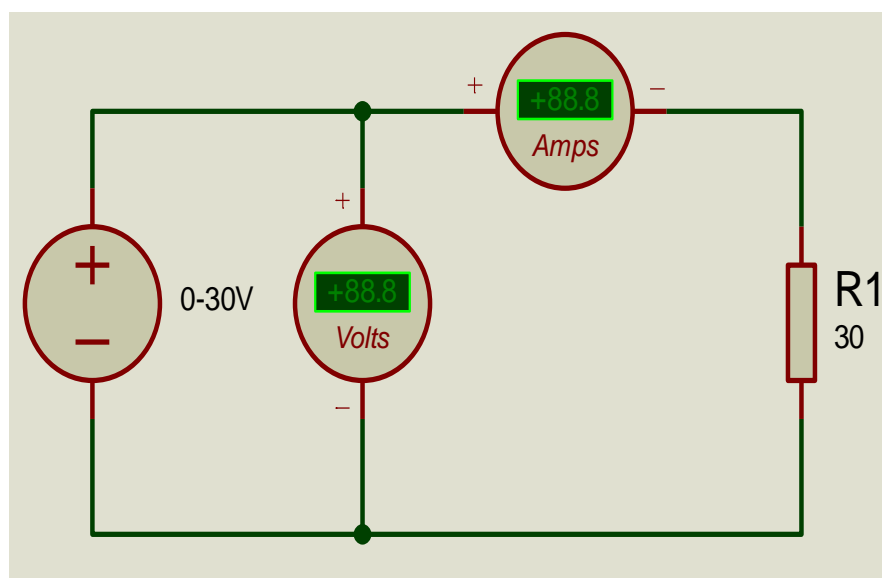 + −
+88.8
Amps
+
+
−
0-30V
+88.8
Volts
−
R1
30